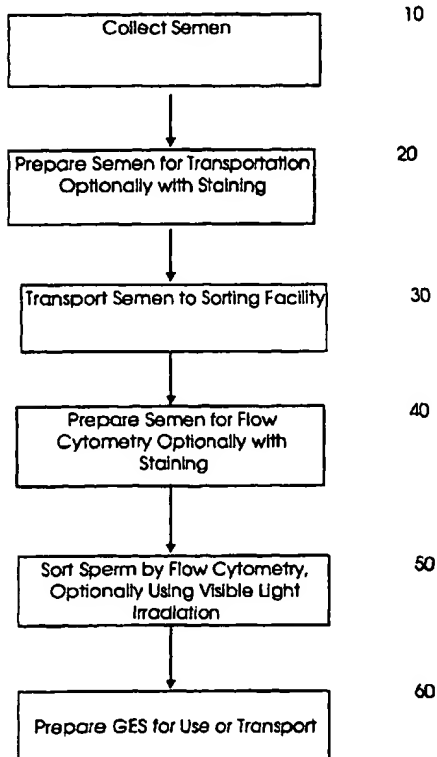 10
Collect Semen
20
Prepare Semen for Transportation
Optionally with Staining
30
Transport Semen to Sorting Facility
40
Prepare Semen for Flow
Cytometry Optionally with
Staining
50
Sort Sperm by Flow Cytometry,
Optionally Using Visible Light
Irradiation
60
Prepare GES for Use or Transport